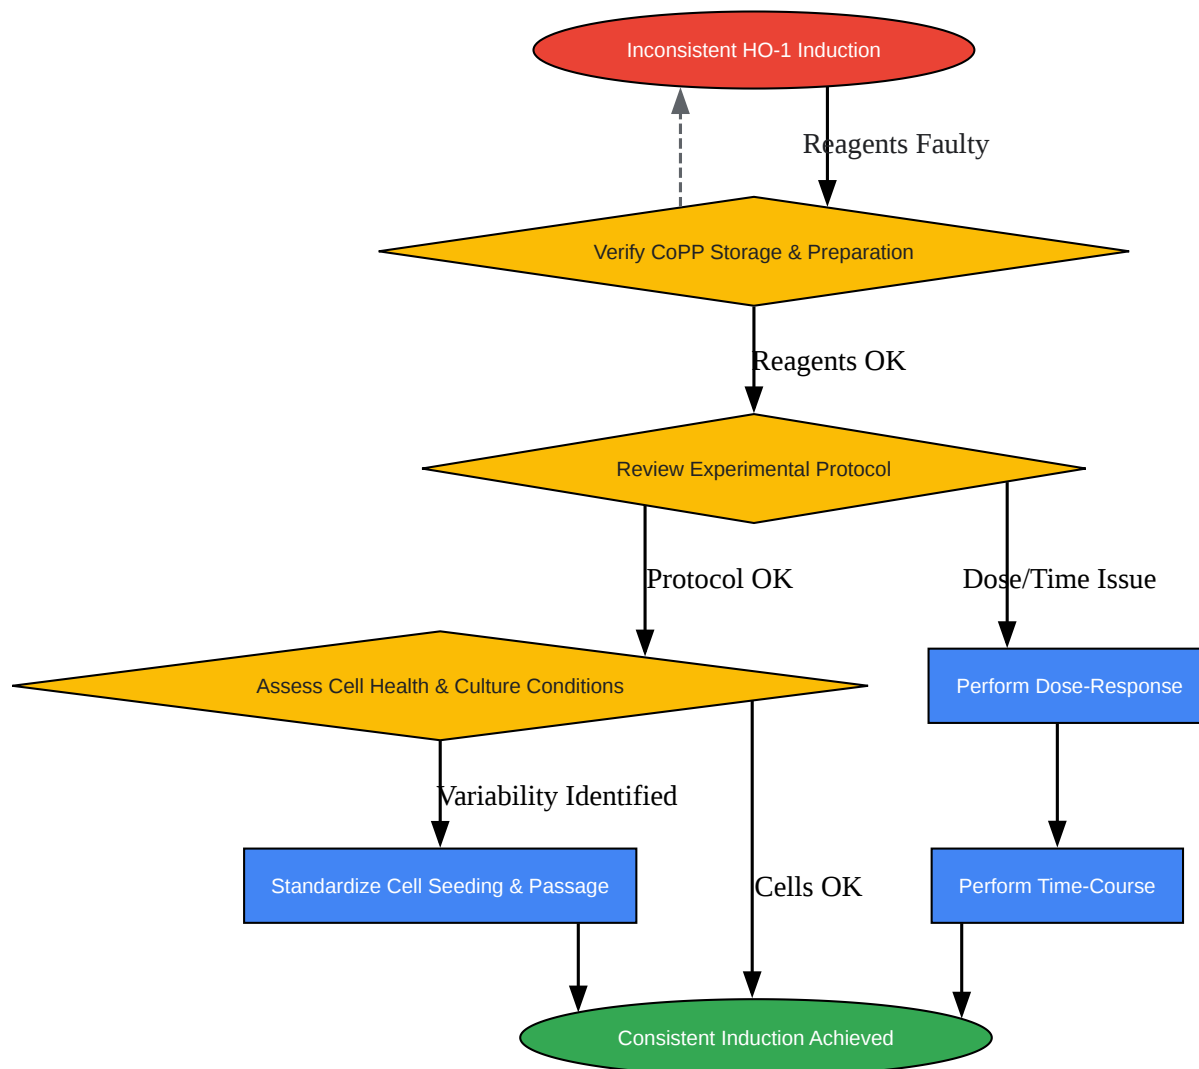 Inconsistent HO-1 Induction
Reagents Faulty
Verify CoPP Storage & Preparation
Reagents OK
Review Experimental Protocol
Protocol OK
Dose/Time Issue
Assess Cell Health & Culture Conditions
Perform Dose-Response
Variability Identified
Standardize Cell Seeding & Passage
Cells OK
Perform Time-Course
Consistent Induction Achieved